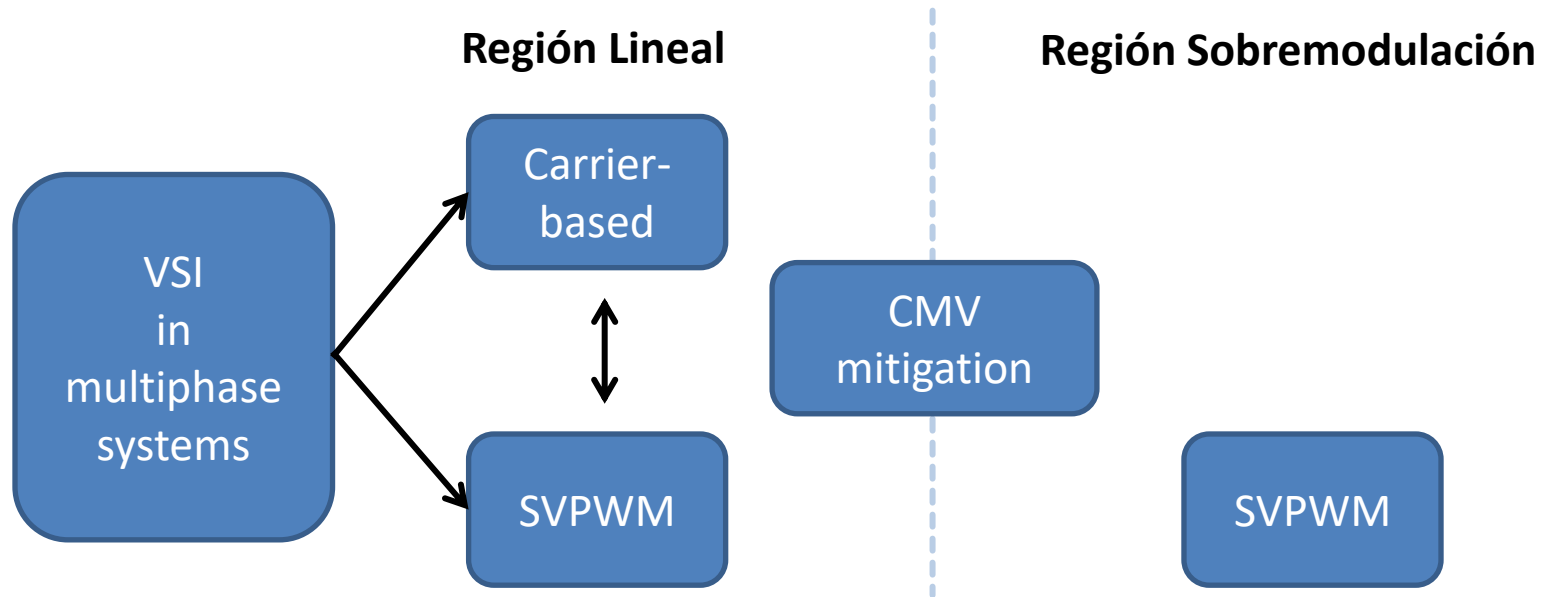 Región Lineal
Región Sobremodulación
VSI
in
multiphase
systems
Carrier-
based
SVPWM
CMV
mitigation
SVPWM